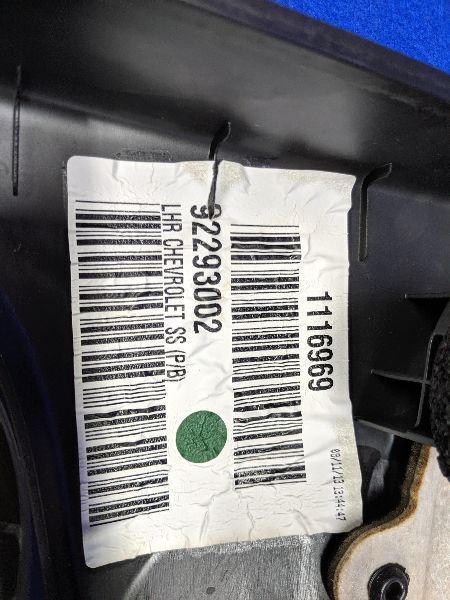 1116969
09/11/13 13:44:47
92293002
LHR CHEVROLET SS (P/B)